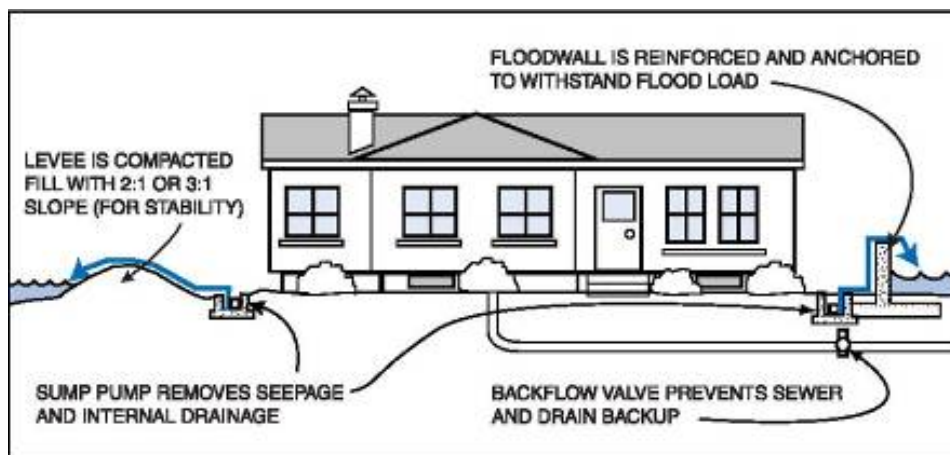 FLOODWALL IS REINFORCED AND ANCHORED
TO WITHSTAND FLOOD LOAD
LEVEE IS COMPACTED
FILL WITH 2:1 OR 3:1
SLOPE (FOR STABILITY)
SUMP PUMP REMOVES SEEPAGE
AND INTERNAL DRAINAGE
BACKFLOW VALVE PREVENTS SEWER
AND DRAIN BACKUP